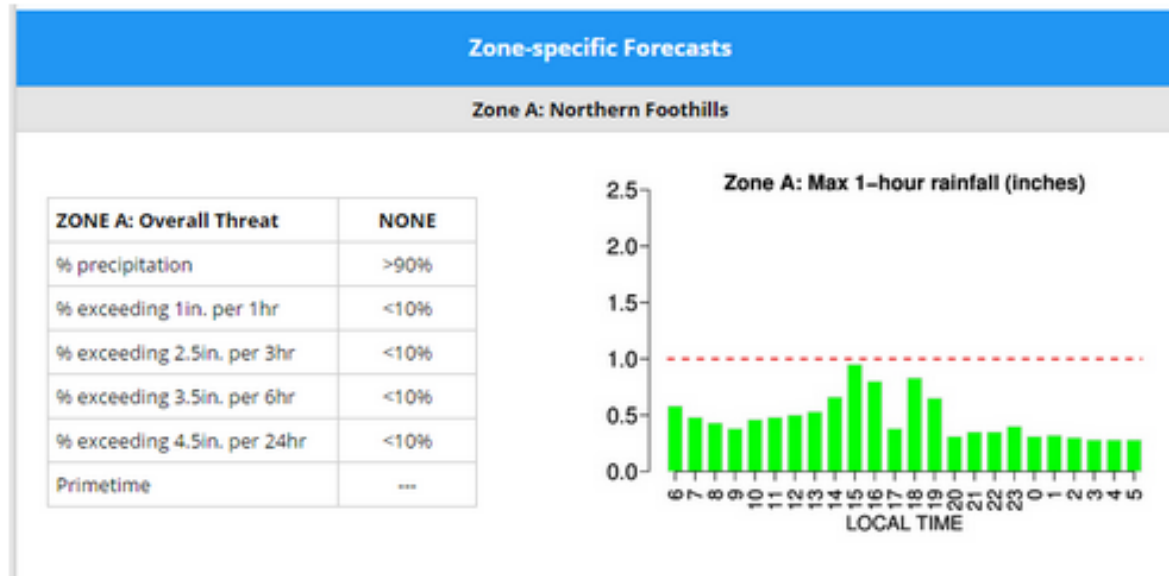 Zone-specific Forecasts
Zone A: Northern Foothills
ZONE A: Overall Threat NONE
% precipitation >90%
% exceeding 1in. per 1hr <10%
% exceeding 2.5in. per 3hr <10%
% exceeding 3.5in. per 6hr <10%
% exceeding 4.5in. per 24hr <10%
Primetime ---
Zone A: Max 1-hour rainfall (inches)
2.5
2.0
1.5
1.0
0.5
0.0
6 7 8 9 10 11 12 13 14 15 16 17 18 19 20 21 22 23 0 1 2 3 4 5
LOCAL TIME